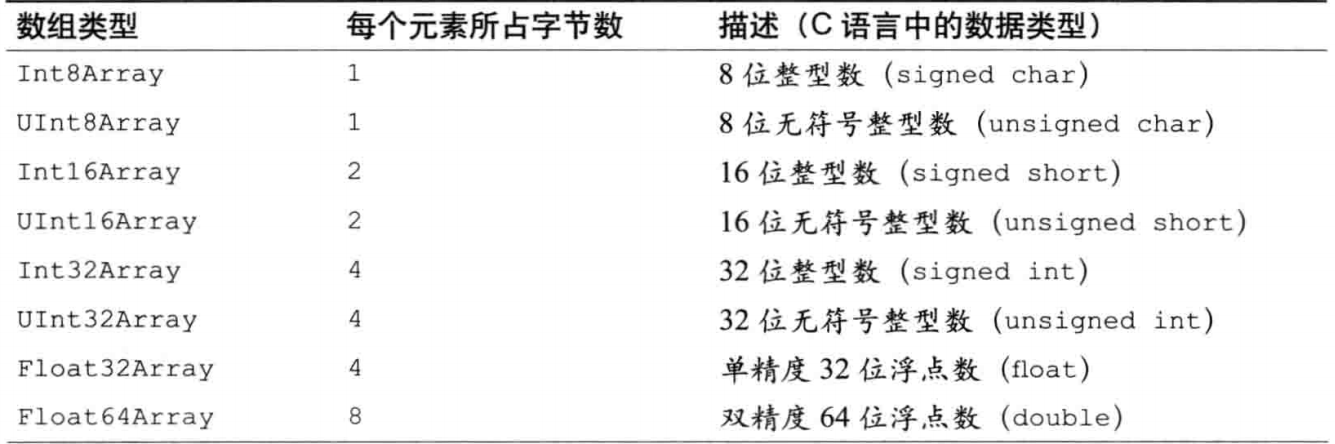 数组类型 每个元素所占字节数 描述（C 语言中的数据类型）
Int8Array 1 8 位整型数（signed char）
UInt8Array 1 8 位无符号整型数（unsigned char）
Int16Array 2 16 位整型数（signed short）
UInt16Array 2 16 位无符号整型数（unsigned short）
Int32Array 4 32 位整型数（signed int）
UInt32Array 4 32 位无符号整型数（unsigned int）
Float32Array 4 单精度 32 位浮点数（float）
Float64Array 8 双精度 64 位浮点数（double）